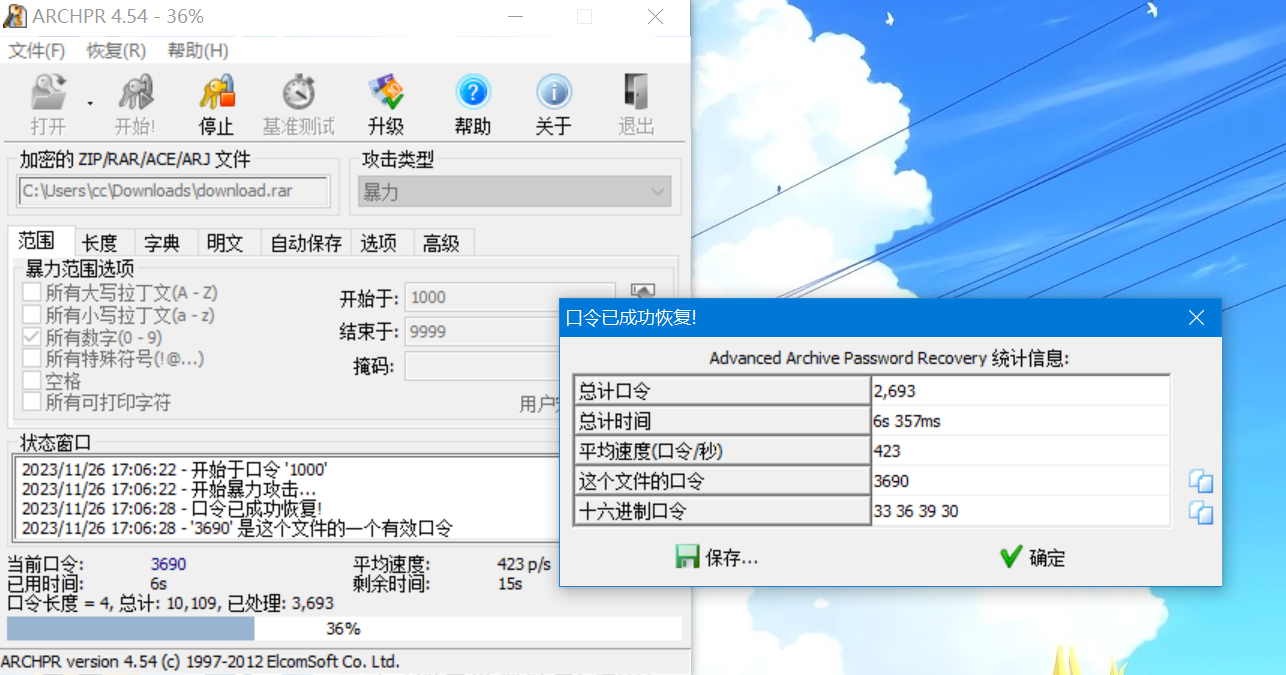 ARCHPR 4.54 - 36%
文件(F) 恢复(R) 帮助(H)
打开 开始! 停止 基准测试 升级 帮助 关于 退出
加密的 ZIP/RAR/ACE/ARJ 文件
C:\Users\cc\Downloads\download.rar
攻击类型
暴力
范围 长度 字典 明文 自动保存 选项 高级
暴力范围选项
所有大写拉丁文(A - Z)
所有小写拉丁文(a - z)
所有数字(0 - 9)
所有特殊符号(!@...)
空格
所有可打印字符
开始于: 1000
结束于: 9999
掩码:
用户
状态窗口
2023/11/26 17:06:22 - 开始于口令 '1000'
2023/11/26 17:06:22 - 开始暴力攻击...
2023/11/26 17:06:28 - 口令已成功恢复!
2023/11/26 17:06:28 - '3690' 是这个文件的一个有效口令
当前口令: 3690 平均速度: 423 p/s
已用时间: 6s 剩余时间: 15s
口令长度 = 4, 总计: 10,109, 已处理: 3,693
36%
ARCHPR version 4.54 (c) 1997-2012 ElcomSoft Co. Ltd.
口令已成功恢复!
Advanced Archive Password Recovery 统计信息:
总计口令 2,693
总计时间 6s 357ms
平均速度(口令/秒) 423
这个文件的口令 3690
十六进制口令 33 36 39 30
保存... 确定